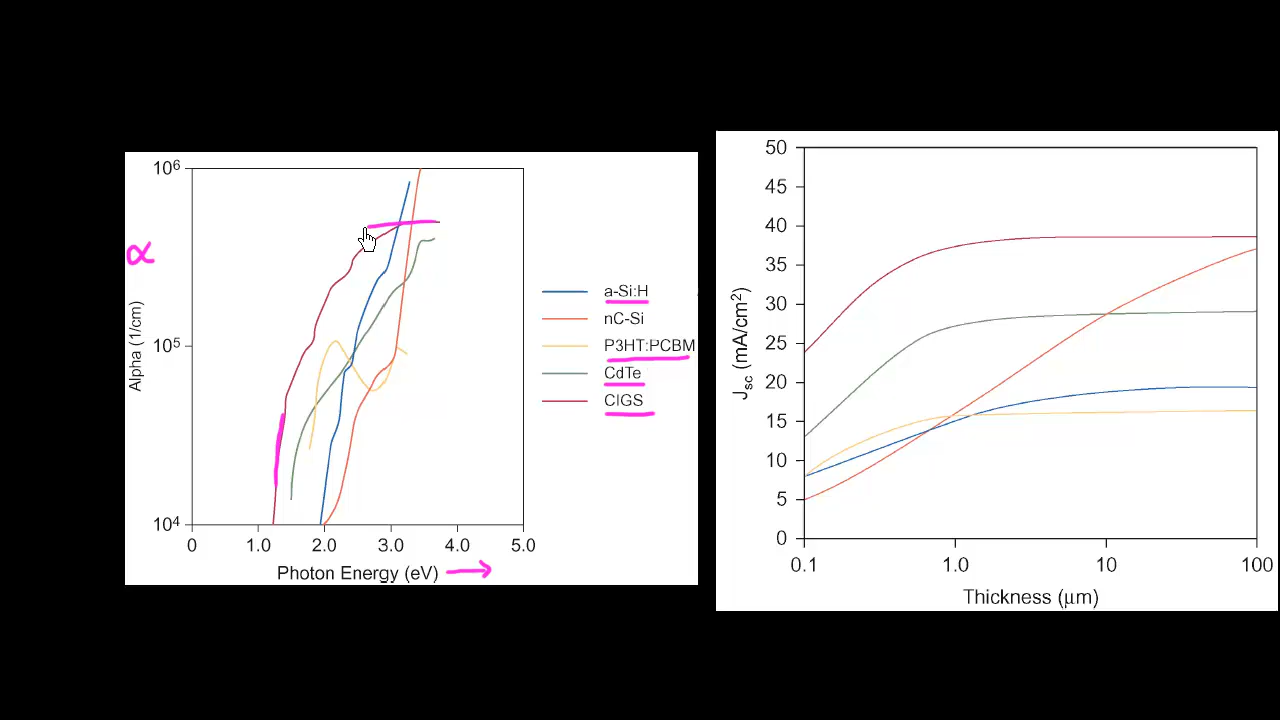 α
Alpha (1/cm)
10⁶
10⁵
10⁴
0 1.0 2.0 3.0 4.0 5.0
Photon Energy (eV)
a-Si:H
nC-Si
P3HT:PCBM
CdTe
CIGS
J_sc (mA/cm²)
50
45
40
35
30
25
20
15
10
5
0
0.1 1.0 10 100
Thickness (μm)